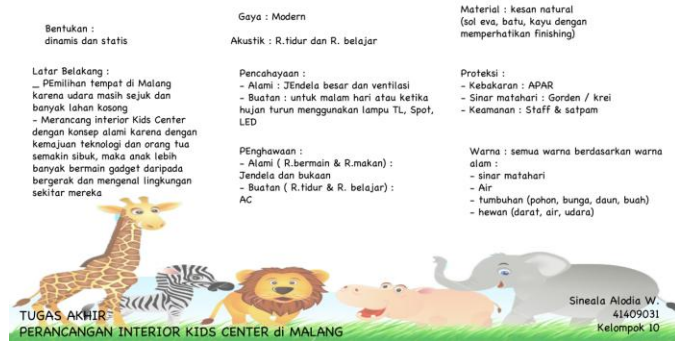 Bentukan :
dinamis dan statis
Gaya : Modern
Akustik : R.tidur dan R. belajar
Material : kesan natural
(sol eva, batu, kayu dengan
memperhatikan finishing)
Latar Belakang :
_ PEmilihan tempat di Malang
karena udara masih sejuk dan
banyak lahan kosong
- Merancang interior Kids Center
dengan konsep alami karena dengan
kemajuan teknologi dan orang tua
semakin sibuk, maka anak lebih
banyak bermain gadget daripada
bergerak dan mengenal lingkungan
sekitar mereka
Pencahayaan :
- Alami : JEndela besar dan ventilasi
- Buatan : untuk malam hari atau ketika
hujan turun menggunakan lampu TL, Spot,
LED
PEnghawaan :
- Alami ( R.bermain & R.makan) :
Jendela dan bukaan
- Buatan ( R.tidur & R. belajar) :
AC
Proteksi :
- Kebakaran : APAR
- Sinar matahari : Gorden / krei
- Keamanan : Staff & satpam
Warna : semua warna berdasarkan warna
alam :
- sinar matahari
- Air
- tumbuhan (pohon, bunga, daun, buah)
- hewan (darat, air, udara)
TUGAS AKHIR
PERANCANGAN INTERIOR KIDS CENTER di MALANG
Sineala Alodia W.
41409031
Kelompok 10